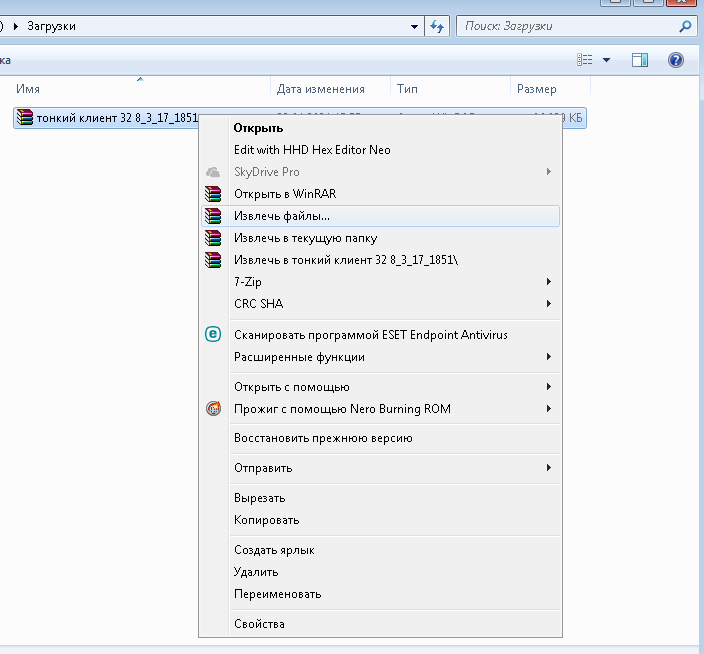 ) ▸ Загрузки
Поиск: Загрузки
ка
Имя Дата изменения Тип Размер
тонкий клиент 32 8_3_17_1851
КБ
Открыть
Edit with HHD Hex Editor Neo
SkyDrive Pro
Открыть в WinRAR
Извлечь файлы...
Извлечь в текущую папку
Извлечь в тонкий клиент 32 8_3_17_1851\
7-Zip
CRC SHA
Сканировать программой ESET Endpoint Antivirus
Расширенные функции
Открыть с помощью
Прожиг с помощью Nero Burning ROM
Восстановить прежнюю версию
Отправить
Вырезать
Копировать
Создать ярлык
Удалить
Переименовать
Свойства